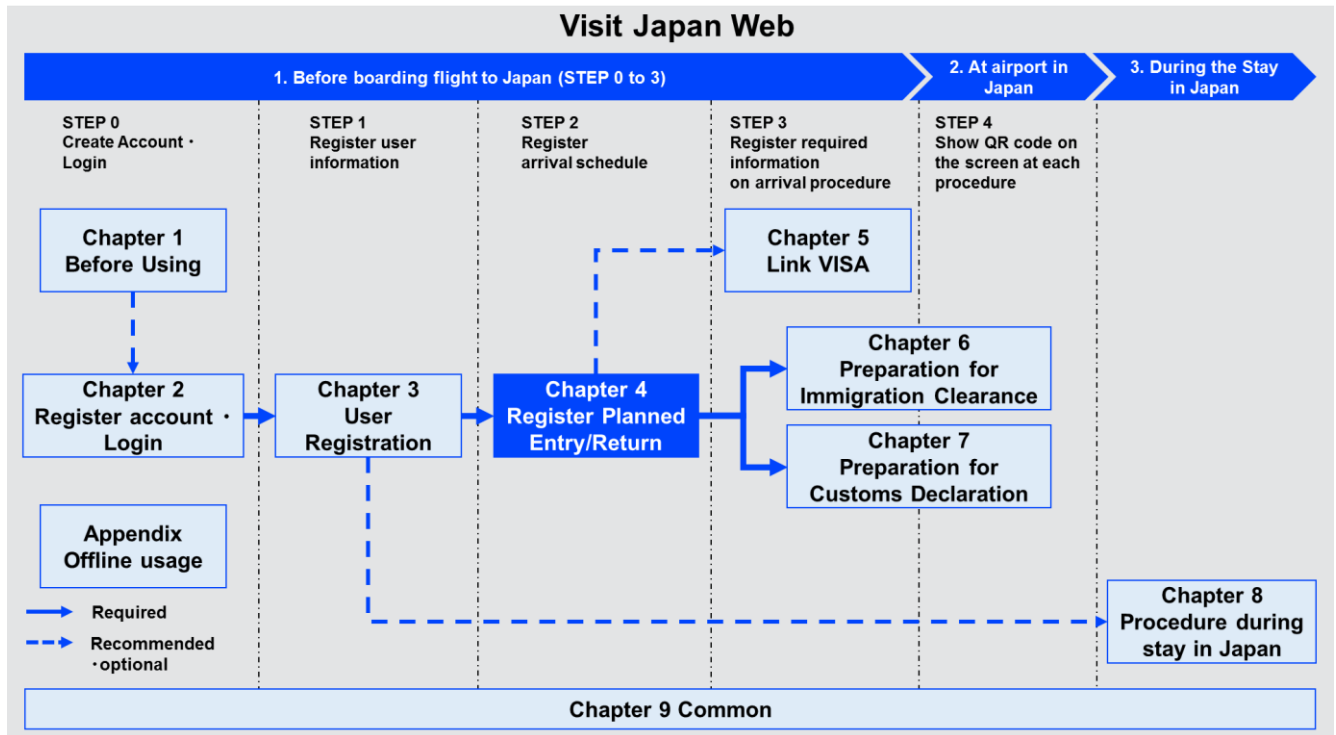 Visit Japan Web
1. Before boarding flight to Japan (STEP 0 to 3)
2. At airport in
Japan
3. During the Stay
in Japan
STEP 0
Create Account・
Login
STEP 1
Register user
information
STEP 2
Register
arrival schedule
STEP 3
Register required
information
on arrival procedure
STEP 4
Show QR code on
the screen at each
procedure
Chapter 1
Before Using
Chapter 5
Link VISA
Chapter 2
Register account・
Login
Chapter 3
User
Registration
Chapter 4
Register Planned
Entry/Return
Chapter 6
Preparation for
Immigration Clearance
Chapter 7
Preparation for
Customs Declaration
Appendix
Offline usage
Required
Recommended
・optional
Chapter 8
Procedure during
stay in Japan
Chapter 9 Common